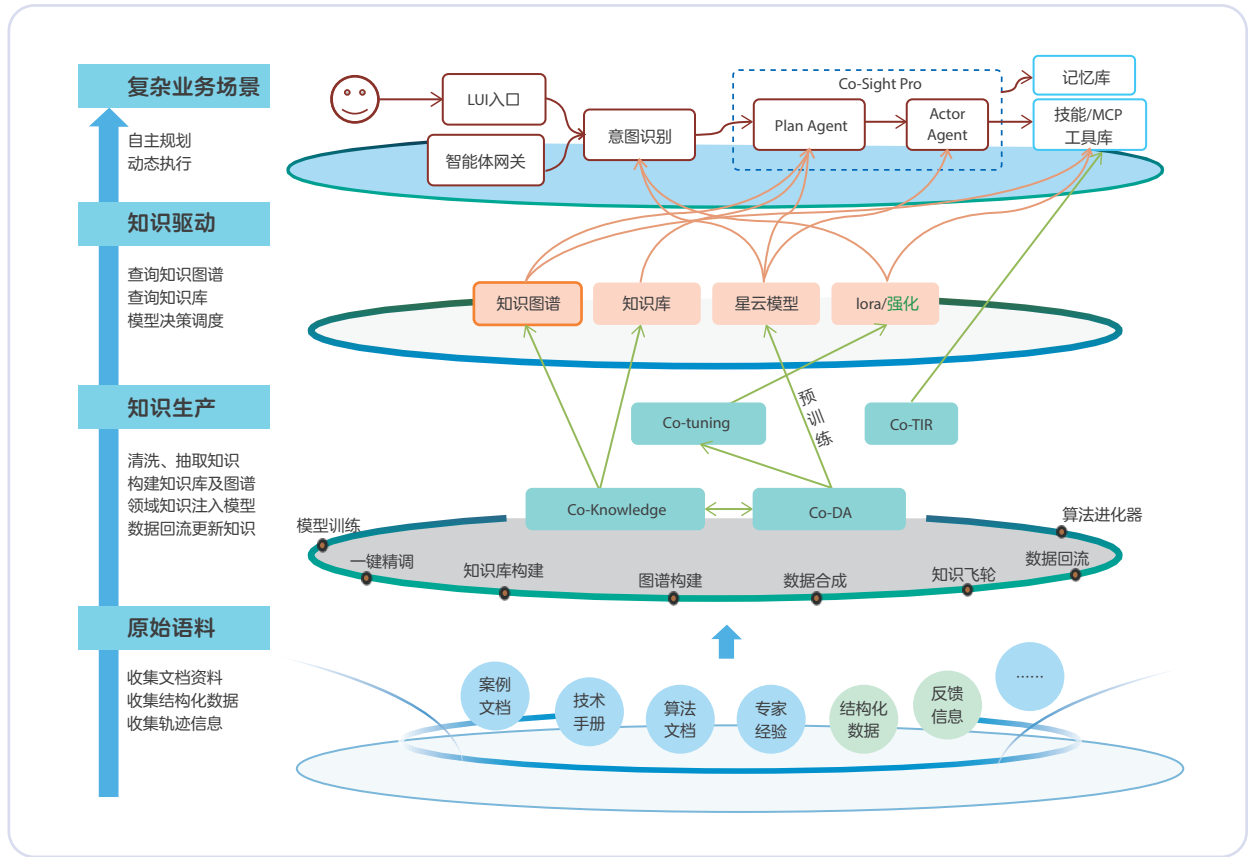 复杂业务场景
自主规划
动态执行
知识驱动
查询知识图谱
查询知识库
模型决策调度
知识生产
清洗、抽取知识
构建知识库及图谱
领域知识注入模型
数据回流更新知识
原始语料
收集文档资料
收集结构化数据
收集轨迹信息
LUI入口
智能体网关
意图识别
Co-Sight Pro
Plan Agent
Actor
Agent
记忆库
技能/MCP
工具库
知识图谱
知识库
星云模型
lora/强化
预训练
Co-tuning
Co-TIR
Co-Knowledge
Co-DA
模型训练
一键精调
知识库构建
图谱构建
数据合成
知识飞轮
数据回流
算法进化器
案例
文档
技术
手册
算法
文档
专家
经验
结构化
数据
反馈
信息
……